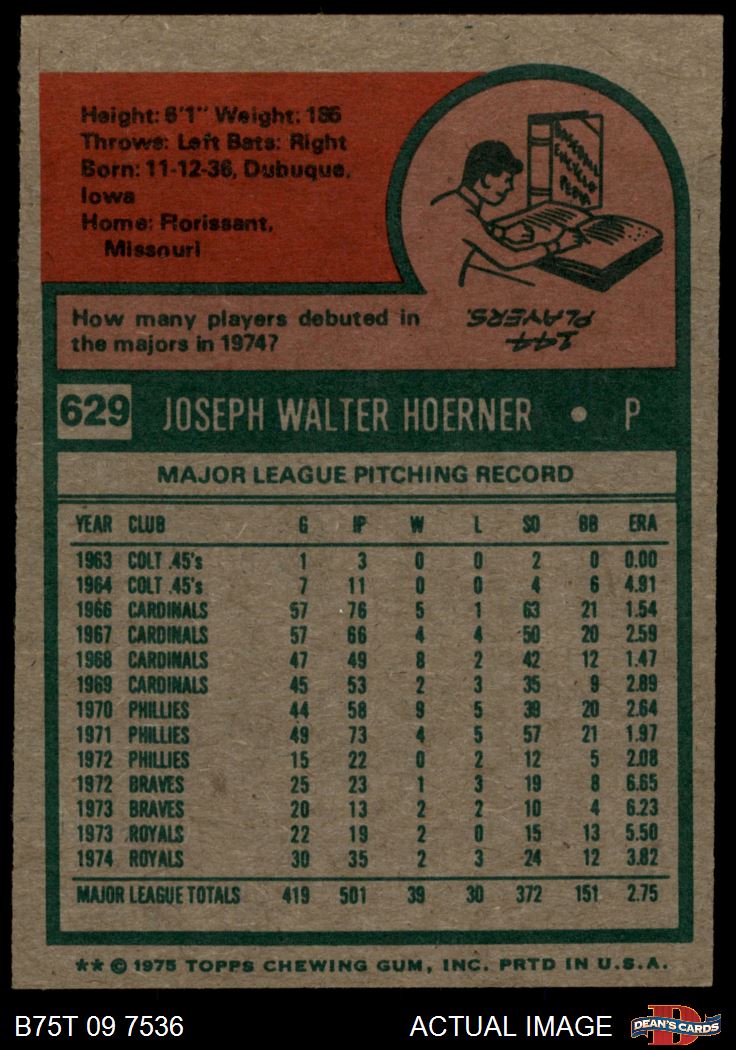 Height: 6'1" Weight: 185
Throws: Left Bats: Right
Born: 11-12-36, Dubuque,
Iowa
Home: Florissant,
Missouri
How many players debuted in
the majors in 1974?
144
PLAYERS.
629 JOSEPH WALTER HOERNER • P
MAJOR LEAGUE PITCHING RECORD
YEAR CLUB G IP W L SO BB ERA
1963 COLT .45's 1 3 0 0 2 0 0.00
1964 COLT .45's 7 11 0 0 4 6 4.91
1966 CARDINALS 57 76 5 1 63 21 1.54
1967 CARDINALS 57 66 4 4 50 20 2.59
1968 CARDINALS 47 49 8 2 42 12 1.47
1969 CARDINALS 45 53 2 3 35 9 2.89
1970 PHILLIES 44 58 9 5 39 20 2.64
1971 PHILLIES 49 73 4 5 57 21 1.97
1972 PHILLIES 15 22 0 2 12 5 2.08
1972 BRAVES 25 23 1 3 19 8 6.65
1973 BRAVES 20 13 2 2 10 4 6.23
1973 ROYALS 22 19 2 0 15 13 5.50
1974 ROYALS 30 35 2 3 24 12 3.82
MAJOR LEAGUE TOTALS 419 501 39 30 372 151 2.75
** © 1975 TOPPS CHEWING GUM, INC. PRTD IN U.S.A.
B75T 09 7536 ACTUAL IMAGE DEAN'S CARDS